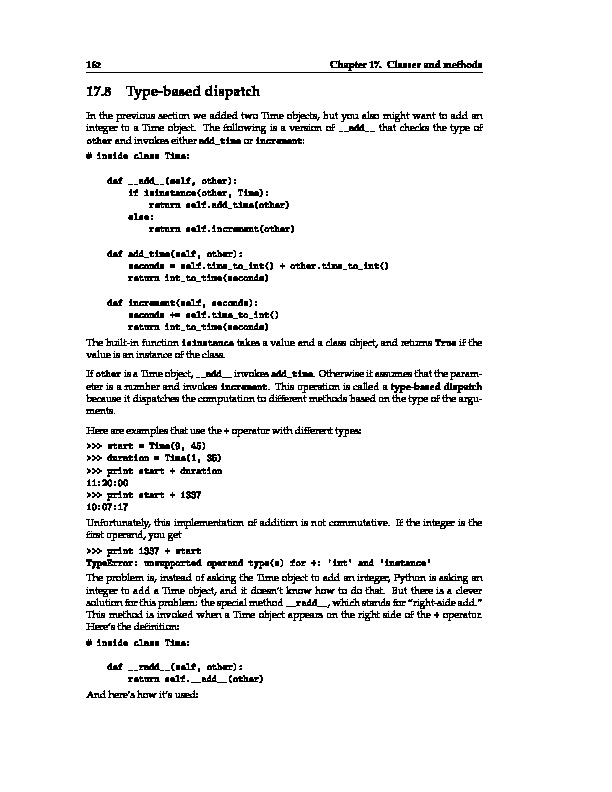 162 Chapter 17. Classes and methods
17.8 Type-based dispatch
In the previous section we added two Time objects, but you also might want to add an
integer to a Time object. The following is a version of __add__ that checks the type of
other and invokes either add_time or increment:
# inside class Time:
def __add__(self, other):
if isinstance(other, Time):
return self.add_time(other)
else:
return self.increment(other)
def add_time(self, other):
seconds = self.time_to_int() + other.time_to_int()
return int_to_time(seconds)
def increment(self, seconds):
seconds += self.time_to_int()
return int_to_time(seconds)
The built-in function isinstance takes a value and a class object, and returns True if the
value is an instance of the class.
If other is a Time object, __add__ invokes add_time. Otherwise it assumes that the param-
eter is a number and invokes increment. This operation is called a type-based dispatch
because it dispatches the computation to different methods based on the type of the argu-
ments.
Here are examples that use the + operator with different types:
>>> start = Time(9, 45)
>>> duration = Time(1, 35)
>>> print start + duration
11:20:00
>>> print start + 1337
10:07:17
Unfortunately, this implementation of addition is not commutative. If the integer is the
first operand, you get
>>> print 1337 + start
TypeError: unsupported operand type(s) for +: 'int' and 'instance'
The problem is, instead of asking the Time object to add an integer, Python is asking an
integer to add a Time object, and it doesn't know how to do that. But there is a clever
solution for this problem: the special method __radd__, which stands for "right-side add."
This method is invoked when a Time object appears on the right side of the + operator.
Here's the definition:
# inside class Time:
def __radd__(self, other):
return self.__add__(other)
And here's how it's used: